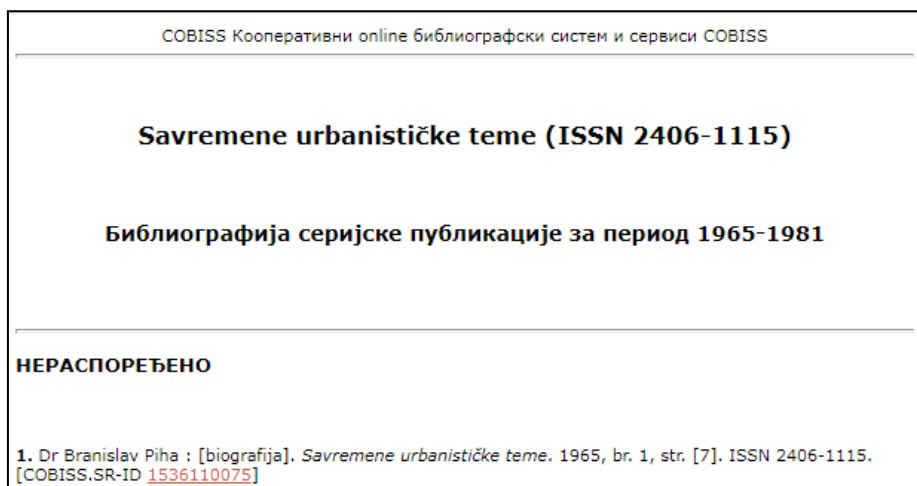 COBISS Кооперативни online библиографски систем и сервиси COBISS
Savremene urbanističke teme (ISSN 2406-1115)
Библиографија серијске публикације за период 1965-1981
НЕРАСПОРЕЂЕНО
1. Dr Branislav Piha : [biografija]. Savremene urbanističke teme. 1965, br. 1, str. [7]. ISSN 2406-1115.
[COBISS.SR-ID 1536110075]